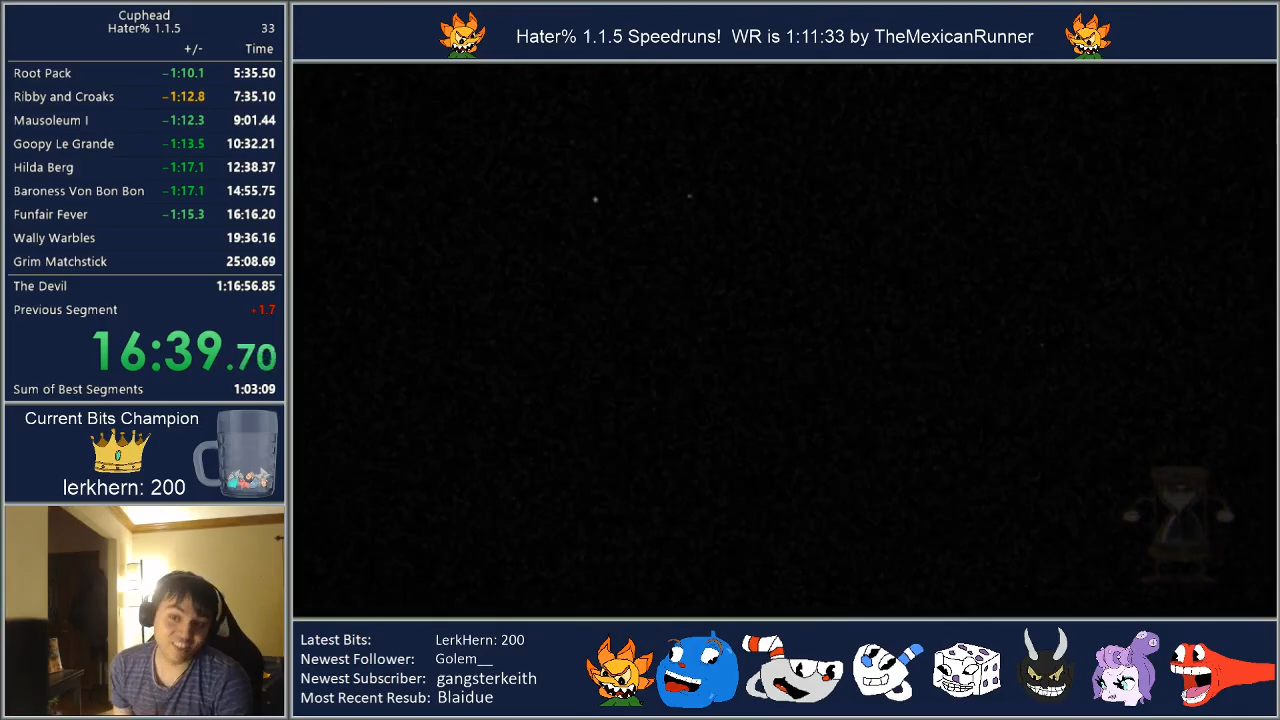 Cuphead
Hater% 1.1.5 33
+/- Time
Root Pack -1:10.1 5:35.50
Ribby and Croaks -1:12.8 7:35.10
Mausoleum I -1:12.3 9:01.44
Goopy Le Grande -1:13.5 10:32.21
Hilda Berg -1:17.1 12:38.37
Baroness Von Bon Bon -1:17.1 14:55.75
Funfair Fever -1:15.3 16:16.20
Wally Warbles 19:36.16
Grim Matchstick 25:08.69
The Devil 1:16:56.85
Previous Segment +1.7
16:39.70
Sum of Best Segments 1:03:09
Current Bits Champion
lerkhern: 200
Hater% 1.1.5 Speedruns! WR is 1:11:33 by TheMexicanRunner
Latest Bits: LerkHern: 200
Newest Follower: Golem__
Newest Subscriber: gangsterkeith
Most Recent Resub: Blaidue